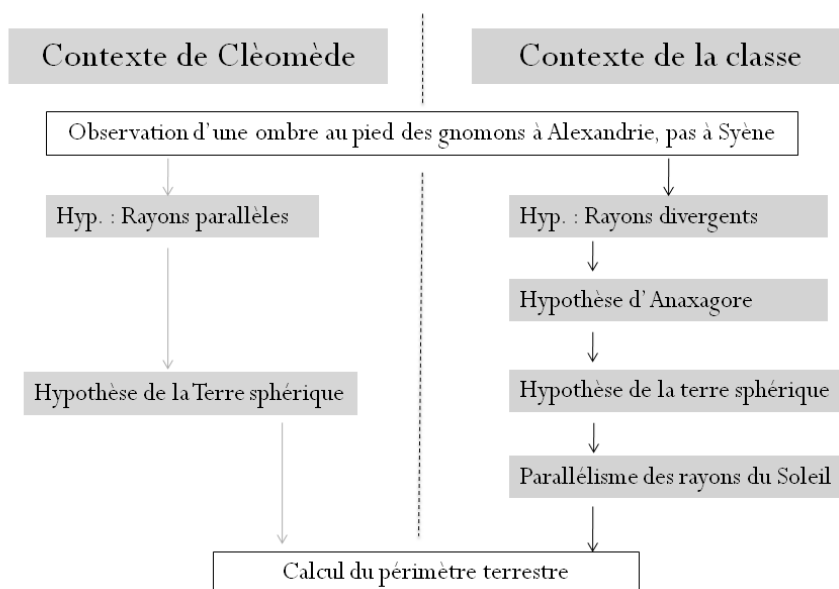 Contexte de Clèomède
Contexte de la classe
Observation d'une ombre au pied des gnomons à Alexandrie, pas à Syène
Hyp. : Rayons parallèles
Hyp. : Rayons divergents
Hypothèse d'Anaxagore
Hypothèse de la Terre sphérique
Hypothèse de la terre sphérique
Parallélisme des rayons du Soleil
Calcul du périmètre terrestre